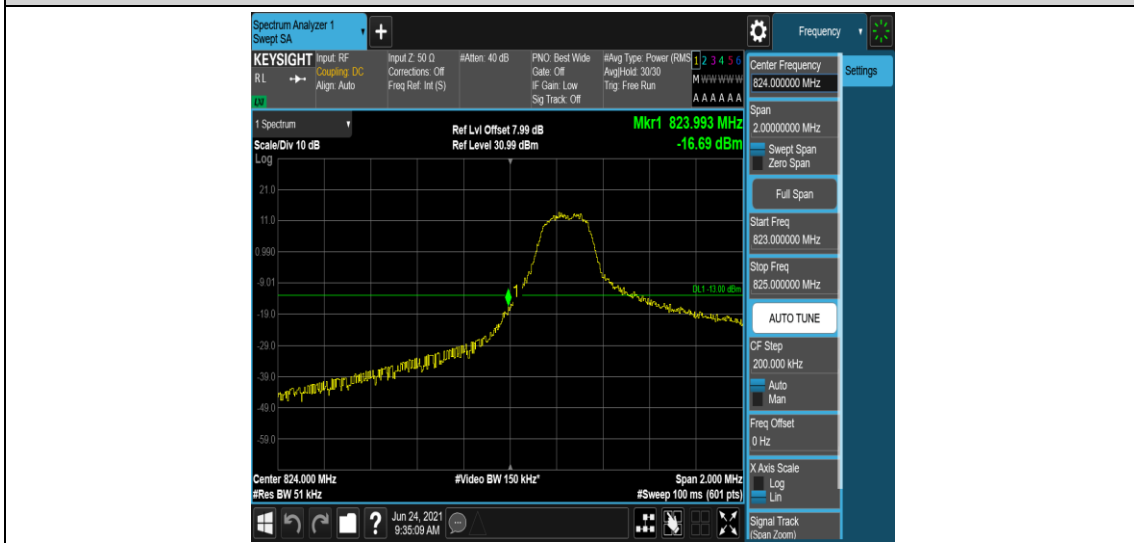 Spectrum Analyzer 1
Swept SA
Frequency
KEYSIGHT
RL
Input: RF
Coupling: DC
Align: Auto
Input Z: 50 Ω
Corrections: Off
Freq Ref: Int (S)
#Atten: 40 dB
PNO: Best Wide
Gate: Off
IF Gain: Low
Sig Track: Off
#Avg Type: Power (RMS
Avg|Hold: 30/30
Trig: Free Run
1 2 3 4 5 6
M W W W W W
A A A A A A
1 Spectrum
Scale/Div 10 dB
Ref Lvl Offset 7.99 dB
Ref Level 30.99 dBm
Mkr1 823.993 MHz
-16.69 dBm
Log
21.0
11.0
0.990
-9.01
-19.0
-29.0
-39.0
-49.0
-59.0
DL1 -13.00 dBm
1
Center 824.000 MHz
#Res BW 51 kHz
#Video BW 150 kHz*
Span 2.000 MHz
#Sweep 100 ms (601 pts)
Jun 24, 2021
9:35:09 AM
Center Frequency
824.000000 MHz
Settings
Span
2.00000000 MHz
Swept Span
Zero Span
Full Span
Start Freq
823.000000 MHz
Stop Freq
825.000000 MHz
AUTO TUNE
CF Step
200.000 kHz
Auto
Man
Freq Offset
0 Hz
X Axis Scale
Log
Lin
Signal Track
(Span Zoom)